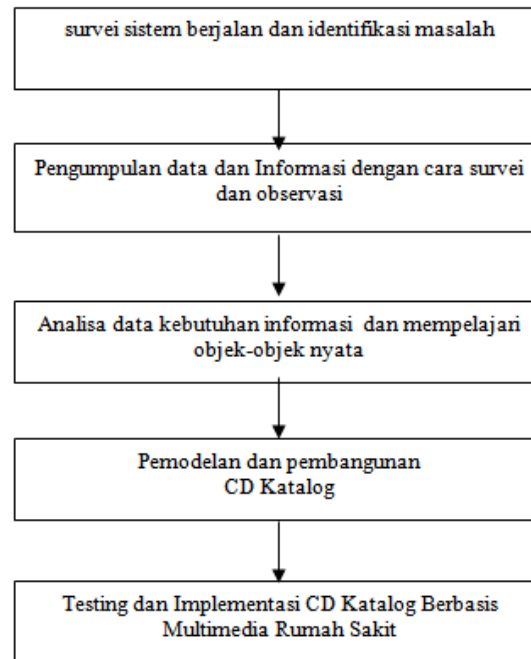 survei sistem berjalan dan identifikasi masalah
Pengumpulan data dan Informasi dengan cara survei
dan observasi
Analisa data kebutuhan informasi dan mempelajari
objek-objek nyata
Pemodelan dan pembangunan
CD Katalog
Testing dan Implementasi CD Katalog Berbasis
Multimedia Rumah Sakit